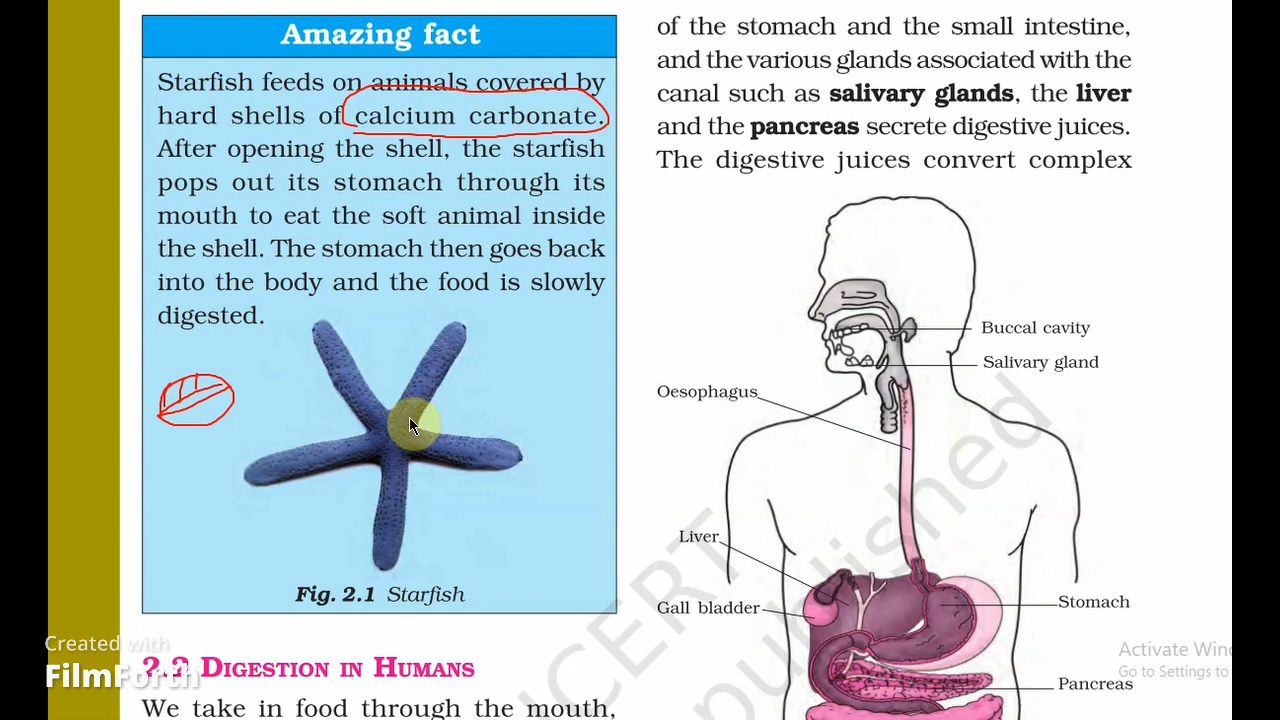 Amazing fact
Starfish feeds on animals covered by
hard shells of calcium carbonate.
After opening the shell, the starfish
pops out its stomach through its
mouth to eat the soft animal inside
the shell. The stomach then goes back
into the body and the food is slowly
digested.
Fig. 2.1 Starfish
2.2 DIGESTION IN HUMANS
We take in food through the mouth,
of the stomach and the small intestine,
and the various glands associated with the
canal such as salivary glands, the liver
and the pancreas secrete digestive juices.
The digestive juices convert complex
Buccal cavity
Salivary gland
Oesophagus
Liver
Gall bladder
Stomach
Pancreas
NCERT
published
Created with
FilmForth
Activate Win
Go to Settings to